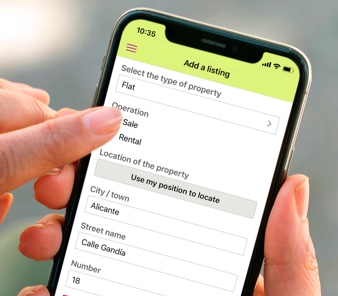 10:35
Add a listing
Select the type of property
Flat
Operation
Sale
Rental
Location of the property
Use my position to locate
City / town
Alicante
Street name
Calle Gandía
Number
18